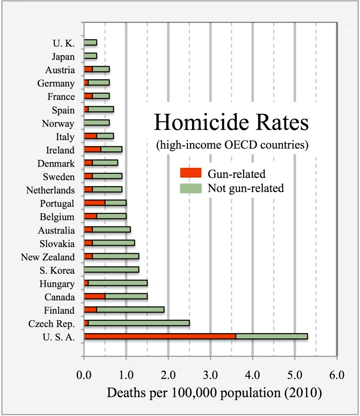 U. K.
Japan
Austria
Germany
France
Spain
Norway
Italy
Ireland
Denmark
Sweden
Netherlands
Portugal
Belgium
Australia
Slovakia
New Zealand
S. Korea
Hungary
Canada
Finland
Czech Rep.
U. S. A.
Homicide Rates
(high-income OECD countries)
Gun-related
Not gun-related
0.0 1.0 2.0 3.0 4.0 5.0 6.0
Deaths per 100,000 population (2010)